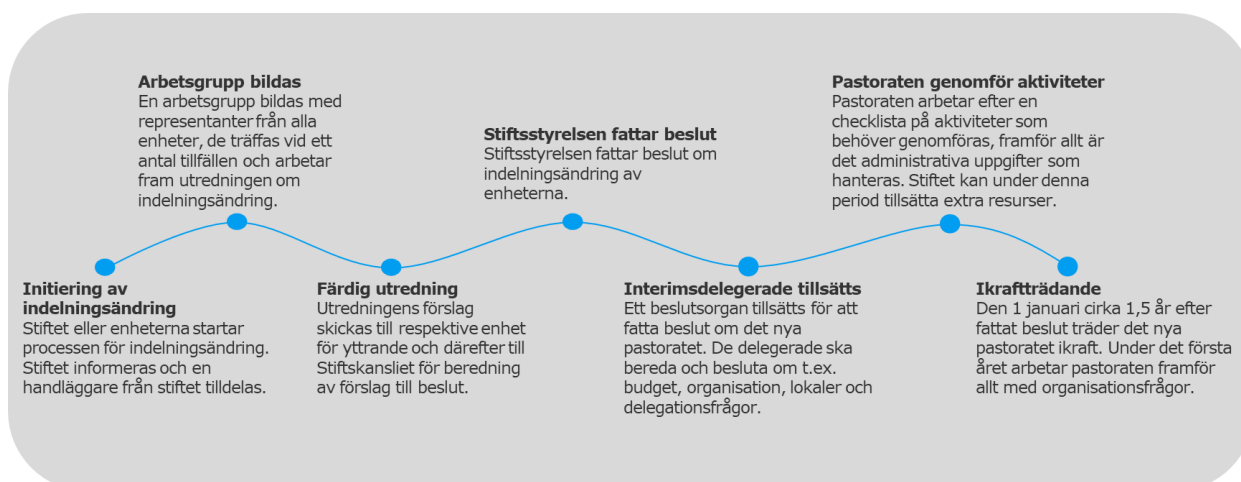 Initiering av
indelningsändring
Stiftet eller enheterna startar
processen för indelningsändring.
Stiftet informeras och en
handläggare från stiftet tilldelas.
Arbetsgrupp bildas
En arbetsgrupp bildas med
representanter från alla
enheter, de träffas vid ett
antal tillfällen och arbetar
fram utredningen om
indelningsändring.
Färdig utredning
Utredningens förslag
skickas till respektive enhet
för yttrande och därefter till
Stiftskansliet för beredning
av förslag till beslut.
Stiftsstyrelsen fattar beslut
Stiftsstyrelsen fattar beslut om
indelningsändring av
enheterna.
Interimsdelegerade tillsätts
Ett beslutsorgan tillsätts för att
fatta beslut om det nya
pastoratet. De delegerade ska
bereda och besluta om t.ex.
budget, organisation, lokaler och
delegationsfrågor.
Pastoraten genomför aktiviteter
Pastoraten arbetar efter en
checklista på aktiviteter som
behöver genomföras, framför allt är
det administrativa uppgifter som
hanteras. Stiftet kan under denna
period tillsätta extra resurser.
Ikraftträdande
Den 1 januari cirka 1,5 år efter
fattat beslut träder det nya
pastoratet ikraft. Under det första
året arbetar pastoraten framför
allt med organisationsfrågor.